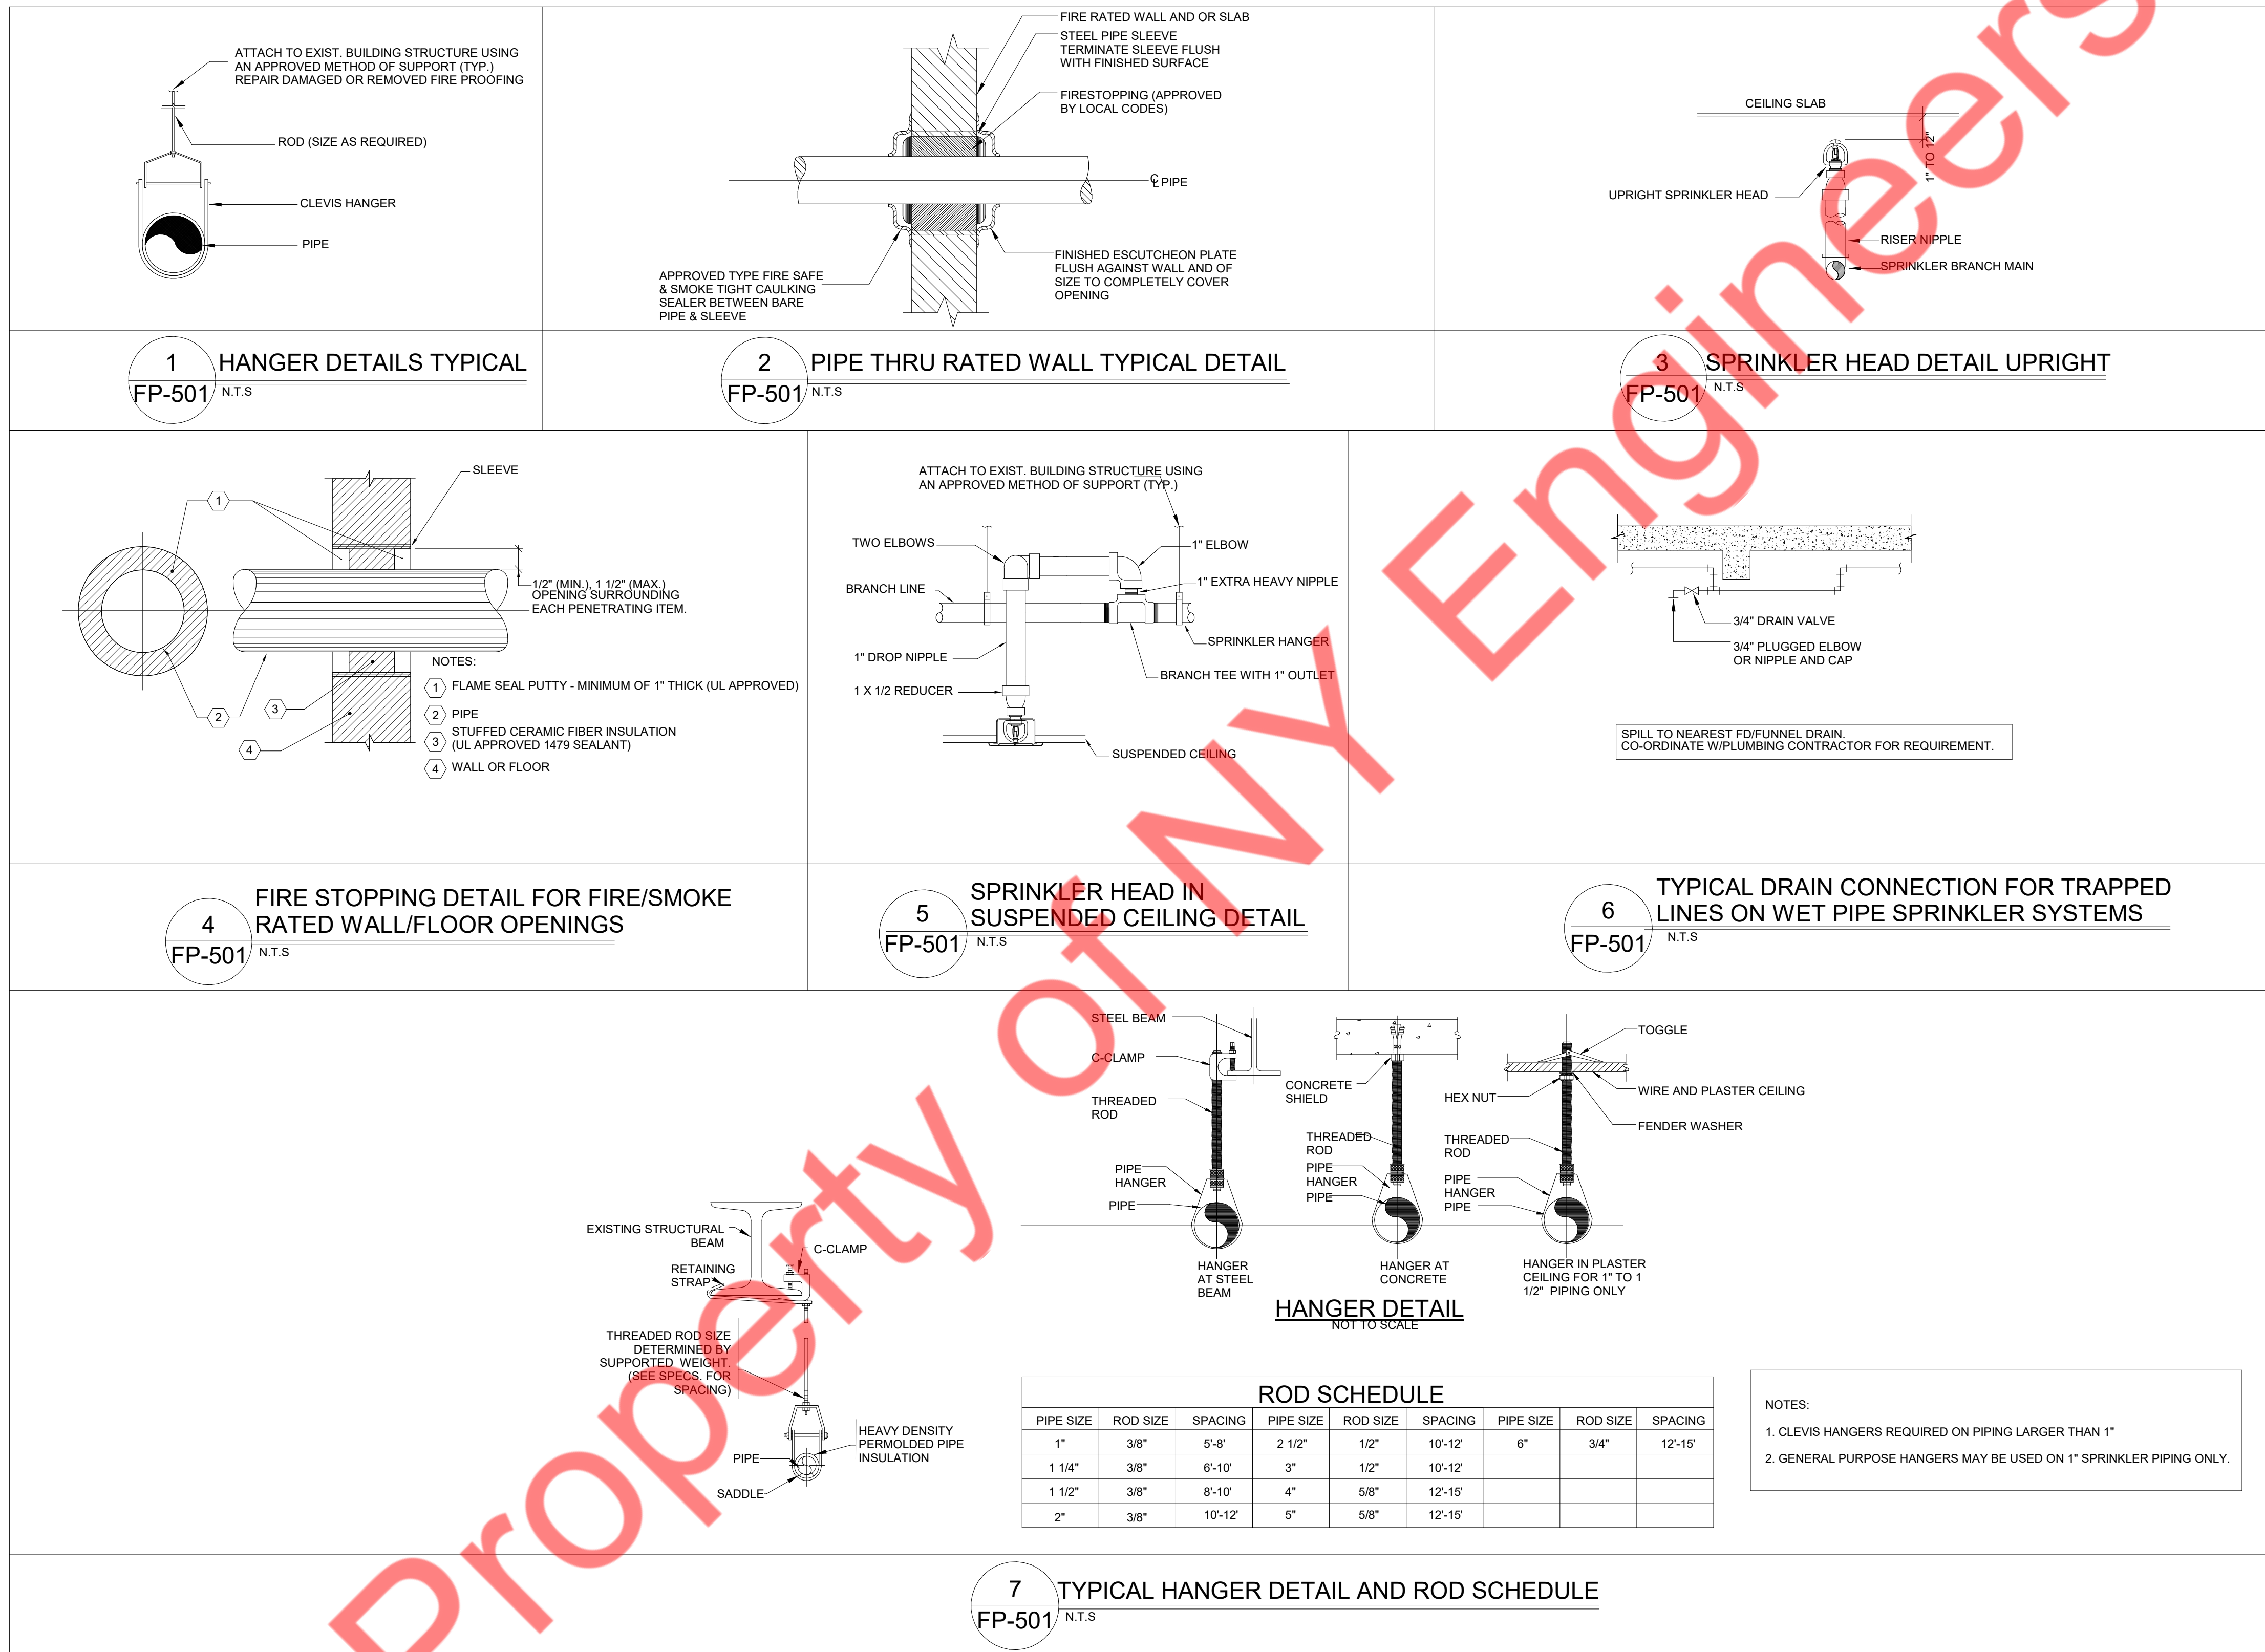 ATTACH TO EXIST. BUILDING STRUCTURE USING
AN APPROVED METHOD OF SUPPORT (TYP.)
REPAIR DAMAGED OR REMOVED FIRE PROOFING
ROD (SIZE AS REQUIRED)
CLEVIS HANGER
PIPE
1
FP-501
HANGER DETAILS TYPICAL
N.T.S
FIRE RATED WALL AND OR SLAB
STEEL PIPE SLEEVE
TERMINATE SLEEVE FLUSH
WITH FINISHED SURFACE
FIRESTOPPING (APPROVED
BY LOCAL CODES)
℄ PIPE
FINISHED ESCUTCHEON PLATE
FLUSH AGAINST WALL AND OF
SIZE TO COMPLETELY COVER
OPENING
APPROVED TYPE FIRE SAFE
& SMOKE TIGHT CAULKING
SEALER BETWEEN BARE
PIPE & SLEEVE
2
FP-501
PIPE THRU RATED WALL TYPICAL DETAIL
N.T.S
CEILING SLAB
1" TO 12"
UPRIGHT SPRINKLER HEAD
RISER NIPPLE
SPRINKLER BRANCH MAIN
3
FP-501
SPRINKLER HEAD DETAIL UPRIGHT
N.T.S
SLEEVE
1
1/2" (MIN.), 1 1/2" (MAX.)
OPENING SURROUNDING
EACH PENETRATING ITEM.
2
3
4
NOTES:
1 FLAME SEAL PUTTY - MINIMUM OF 1" THICK (UL APPROVED)
2 PIPE
3 STUFFED CERAMIC FIBER INSULATION
(UL APPROVED 1479 SEALANT)
4 WALL OR FLOOR
4
FP-501
FIRE STOPPING DETAIL FOR FIRE/SMOKE
RATED WALL/FLOOR OPENINGS
N.T.S
ATTACH TO EXIST. BUILDING STRUCTURE USING
AN APPROVED METHOD OF SUPPORT (TYP.)
TWO ELBOWS
1" ELBOW
BRANCH LINE
1" EXTRA HEAVY NIPPLE
SPRINKLER HANGER
1" DROP NIPPLE
BRANCH TEE WITH 1" OUTLET
1 X 1/2 REDUCER
SUSPENDED CEILING
5
FP-501
SPRINKLER HEAD IN
SUSPENDED CEILING DETAIL
N.T.S
3/4" DRAIN VALVE
3/4" PLUGGED ELBOW
OR NIPPLE AND CAP
SPILL TO NEAREST FD/FUNNEL DRAIN.
CO-ORDINATE W/PLUMBING CONTRACTOR FOR REQUIREMENT.
6
FP-501
TYPICAL DRAIN CONNECTION FOR TRAPPED
LINES ON WET PIPE SPRINKLER SYSTEMS
N.T.S
EXISTING STRUCTURAL
BEAM
C-CLAMP
RETAINING
STRAP
THREADED ROD SIZE
DETERMINED BY
SUPPORTED WEIGHT.
(SEE SPECS. FOR
SPACING)
HEAVY DENSITY
PERMOLDED PIPE
INSULATION
PIPE
SADDLE
STEEL BEAM
C-CLAMP
THREADED
ROD
PIPE
HANGER
PIPE
HANGER
AT STEEL
BEAM
CONCRETE
SHIELD
THREADED
ROD
PIPE
HANGER
PIPE
HANGER AT
CONCRETE
TOGGLE
WIRE AND PLASTER CEILING
HEX NUT
FENDER WASHER
THREADED
ROD
PIPE
HANGER
PIPE
HANGER IN PLASTER
CEILING FOR 1" TO 1
1/2" PIPING ONLY
HANGER DETAIL
NOT TO SCALE
ROD SCHEDULE
PIPE SIZE ROD SIZE SPACING PIPE SIZE ROD SIZE SPACING PIPE SIZE ROD SIZE SPACING
1" 3/8" 5'-8' 2 1/2" 1/2" 10'-12' 6" 3/4" 12'-15'
1 1/4" 3/8" 6'-10' 3" 1/2" 10'-12'
1 1/2" 3/8" 8'-10' 4" 5/8" 12'-15'
2" 3/8" 10'-12' 5" 5/8" 12'-15'
NOTES:
1. CLEVIS HANGERS REQUIRED ON PIPING LARGER THAN 1"
2. GENERAL PURPOSE HANGERS MAY BE USED ON 1" SPRINKLER PIPING ONLY.
7
FP-501
TYPICAL HANGER DETAIL AND ROD SCHEDULE
N.T.S
Property of NY Engineers